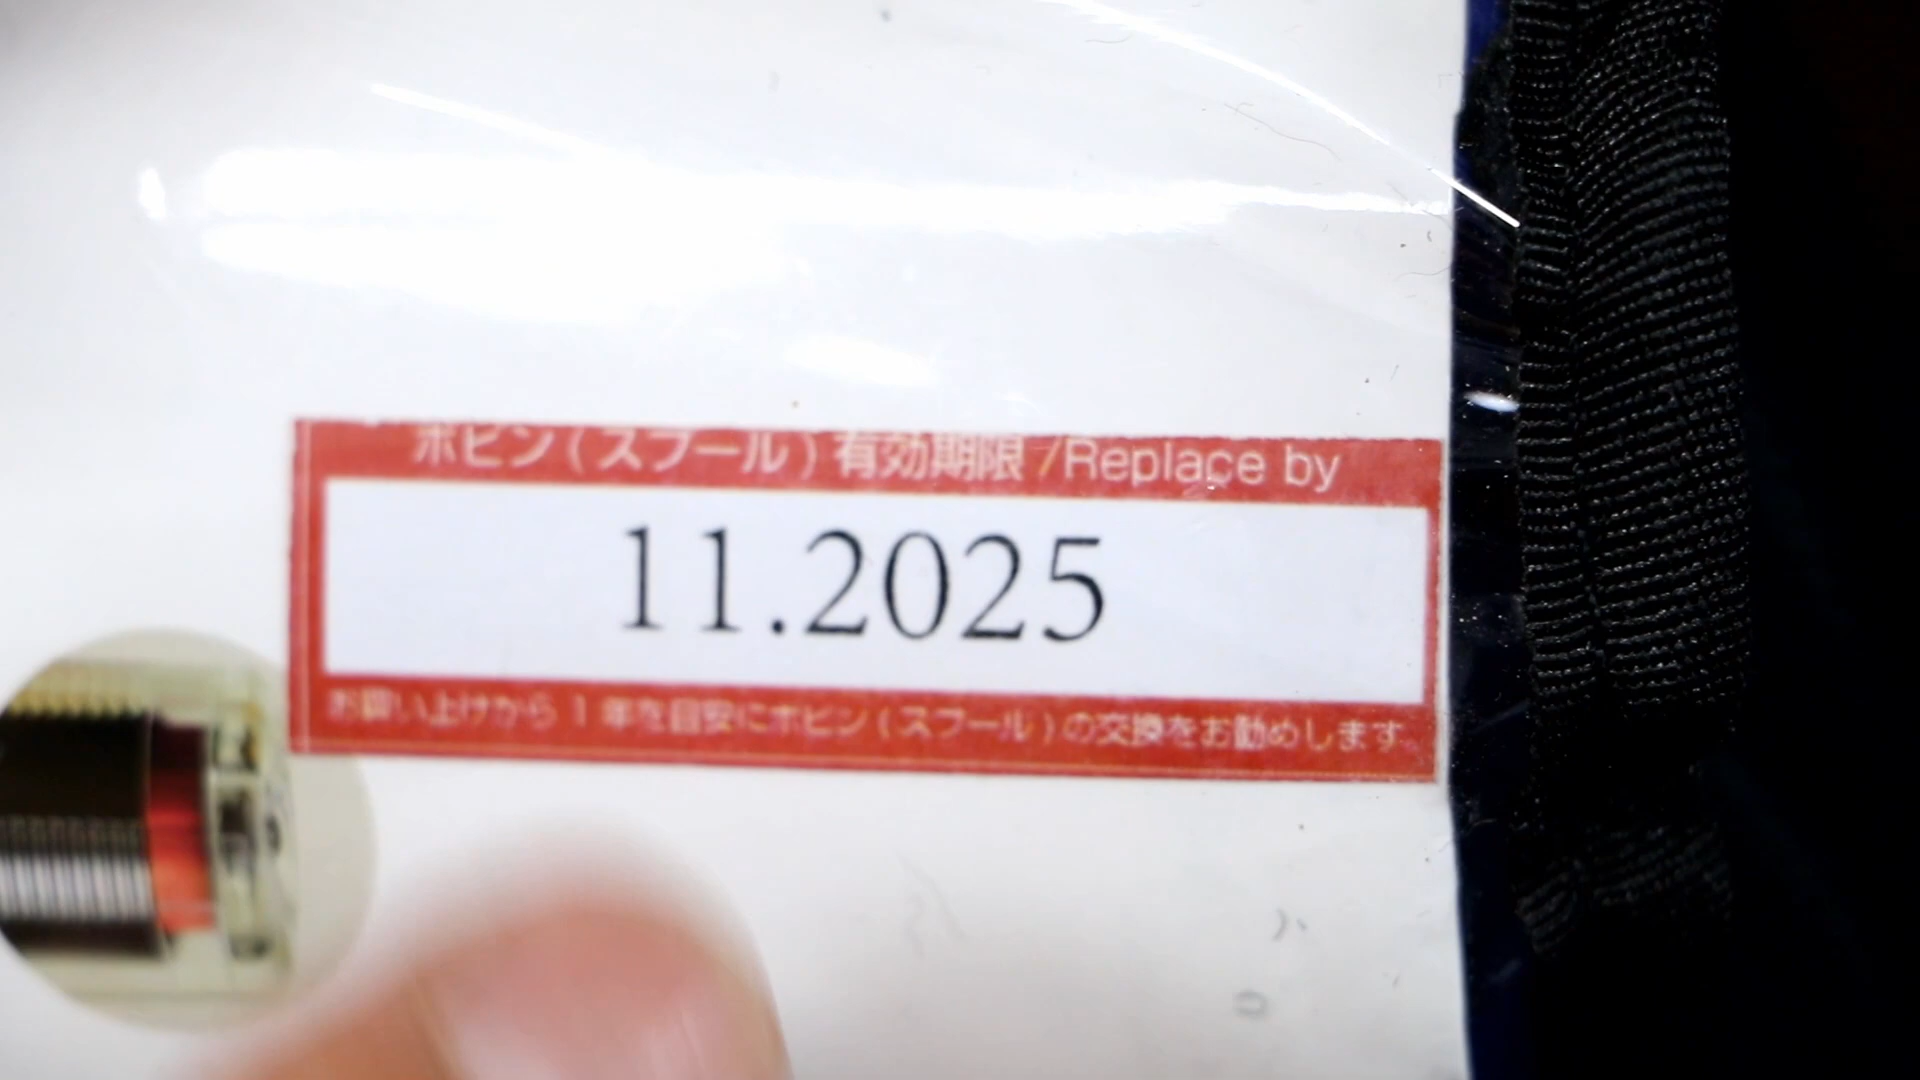 ボビン(スプール)有効期限/Replace by
11.2025
お買い上げから1年を目安にボビン(スプール)の交換をお勧めします。